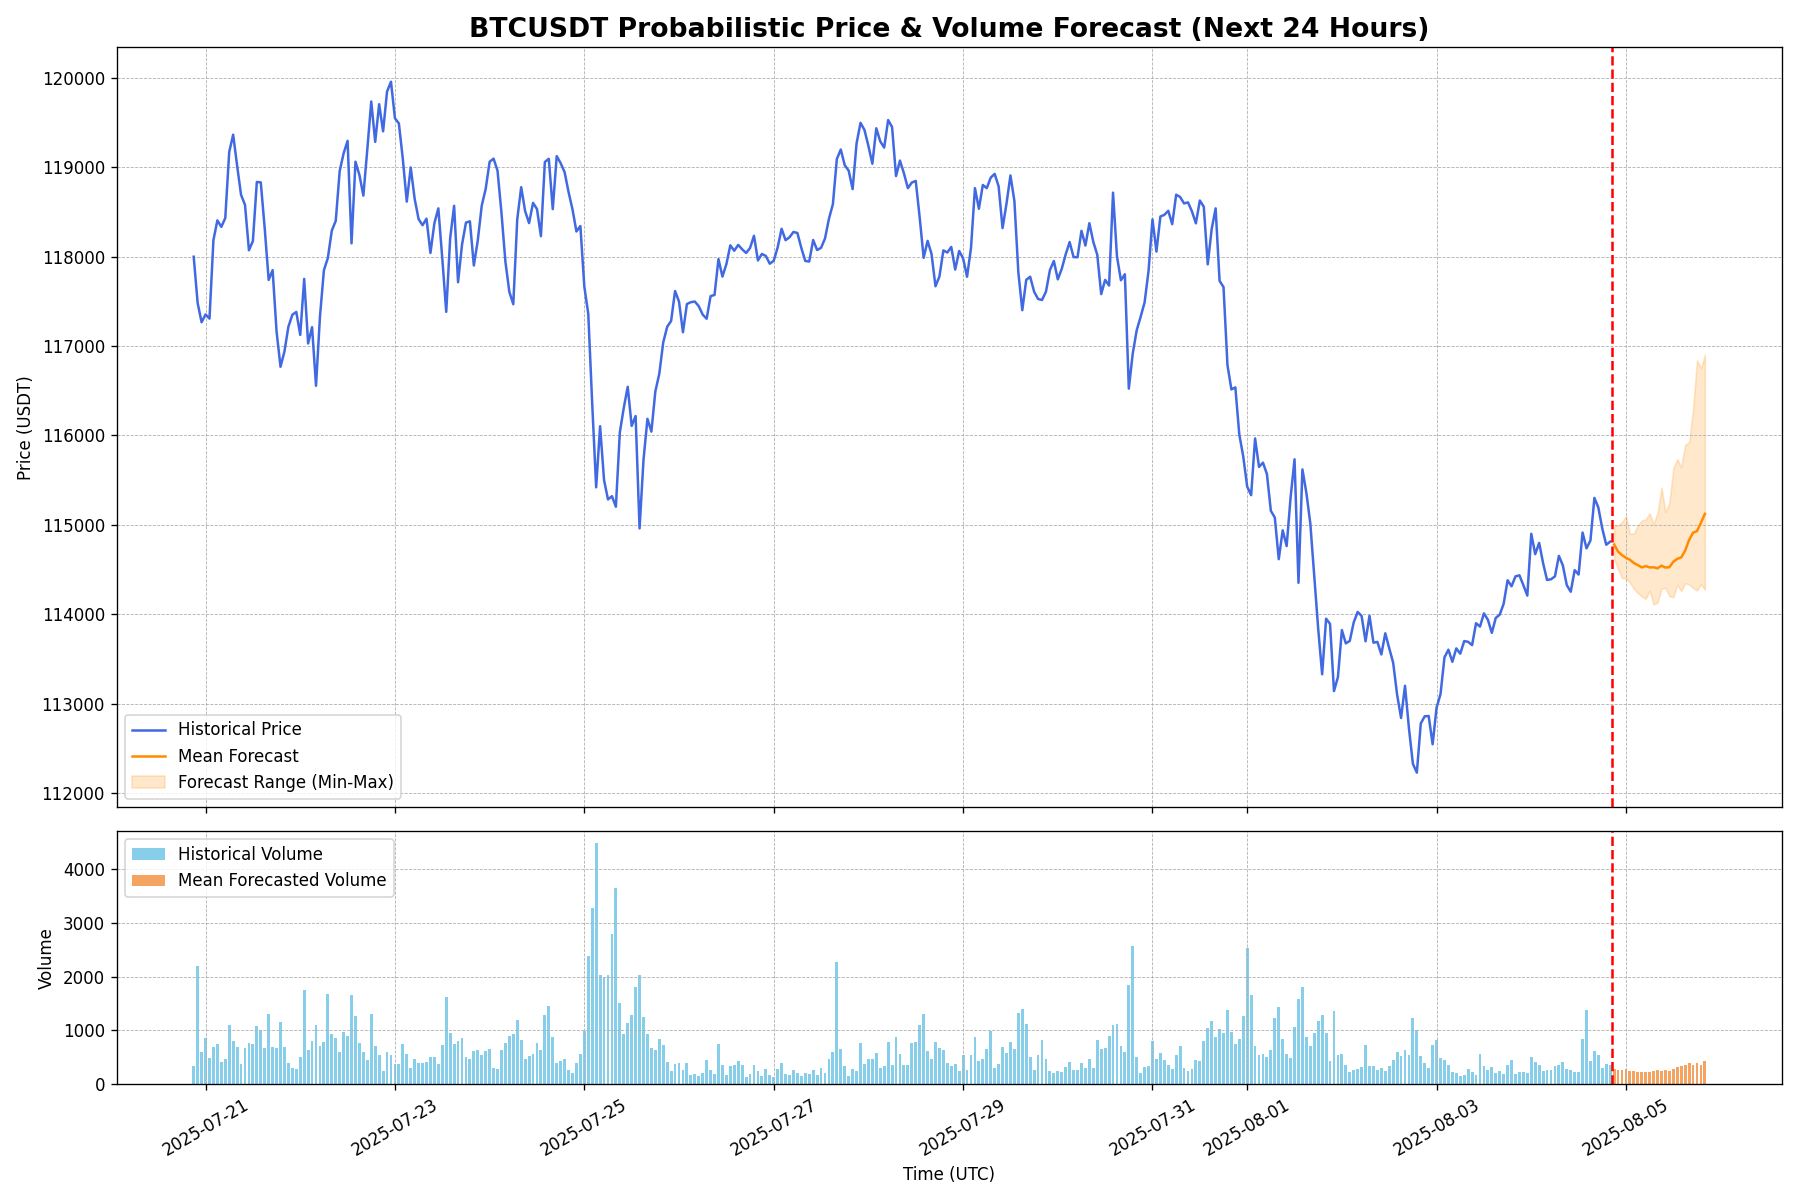 BTCUSDT Probabilistic Price & Volume Forecast (Next 24 Hours)
Price (USDT)
120000
119000
118000
117000
116000
115000
114000
113000
112000
Historical Price
Mean Forecast
Forecast Range (Min-Max)
Volume
4000
3000
2000
1000
0
Historical Volume
Mean Forecasted Volume
2025-07-21
2025-07-23
2025-07-25
2025-07-27
2025-07-29
2025-07-31
2025-08-01
2025-08-03
2025-08-05
Time (UTC)